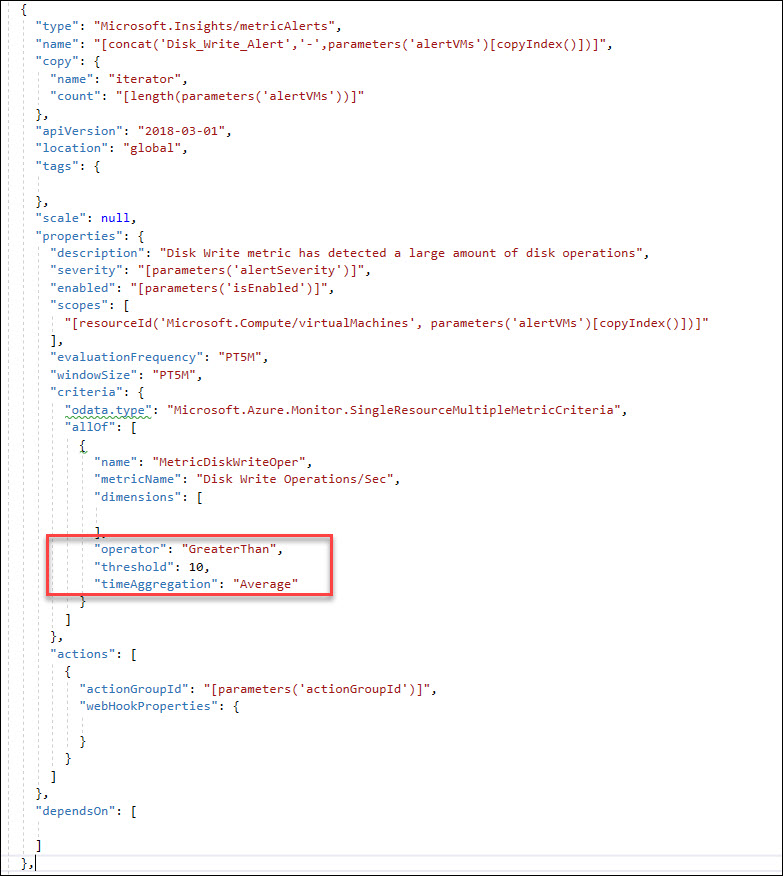 {
"type": "Microsoft.Insights/metricAlerts",
"name": "[concat('Disk_Write_Alert','-',parameters('alertVMs')[copyIndex()])]",
"copy": {
"name": "iterator",
"count": "[length(parameters('alertVMs'))]"
},
"apiVersion": "2018-03-01",
"location": "global",
"tags": {
},
"scale": null,
"properties": {
"description": "Disk Write metric has detected a large amount of disk operations",
"severity": "[parameters('alertSeverity')]",
"enabled": "[parameters('isEnabled')]",
"scopes": [
"[resourceId('Microsoft.Compute/virtualMachines', parameters('alertVMs')[copyIndex()])]"
],
"evaluationFrequency": "PT5M",
"windowSize": "PT5M",
"criteria": {
"odata.type": "Microsoft.Azure.Monitor.SingleResourceMultipleMetricCriteria",
"allOf": [
{
"name": "MetricDiskWriteOper",
"metricName": "Disk Write Operations/Sec",
"dimensions": [
],
"operator": "GreaterThan",
"threshold": 10,
"timeAggregation": "Average"
}
]
},
"actions": [
{
"actionGroupId": "[parameters('actionGroupId')]",
"webHookProperties": {
}
}
]
},
"dependsOn": [
]
},